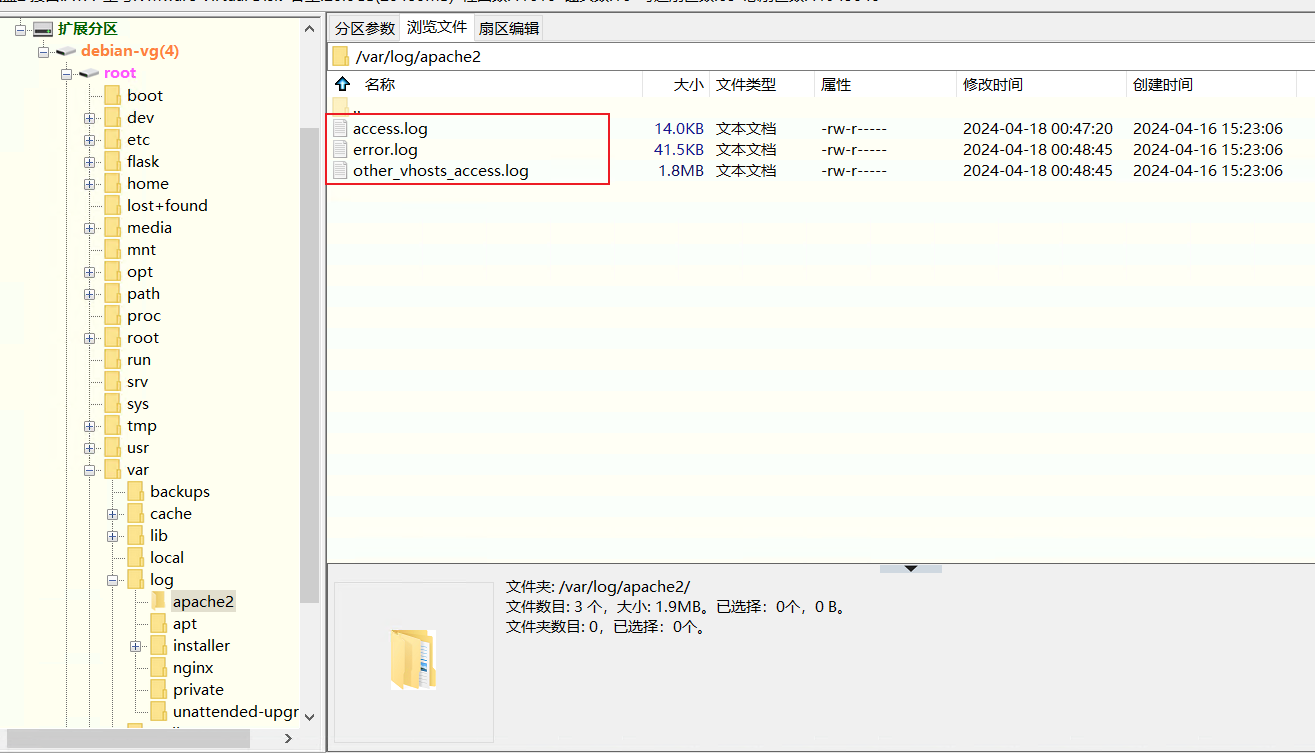 扩展分区
debian-vg(4)
root
boot
dev
etc
flask
home
lost+found
media
mnt
opt
path
proc
root
run
srv
sys
tmp
usr
var
backups
cache
lib
local
log
apache2
apt
installer
nginx
private
unattended-upgr
分区参数 浏览文件 扇区编辑
/var/log/apache2
名称 大小 文件类型 属性 修改时间 创建时间
..
access.log 14.0KB 文本文档 -rw-r----- 2024-04-18 00:47:20 2024-04-16 15:23:06
error.log 41.5KB 文本文档 -rw-r----- 2024-04-18 00:48:45 2024-04-16 15:23:06
other_vhosts_access.log 1.8MB 文本文档 -rw-r----- 2024-04-18 00:48:45 2024-04-16 15:23:06
文件夹: /var/log/apache2/
文件数目: 3 个，大小: 1.9MB。已选择：0个，0 B。
文件夹数目: 0，已选择：0个。